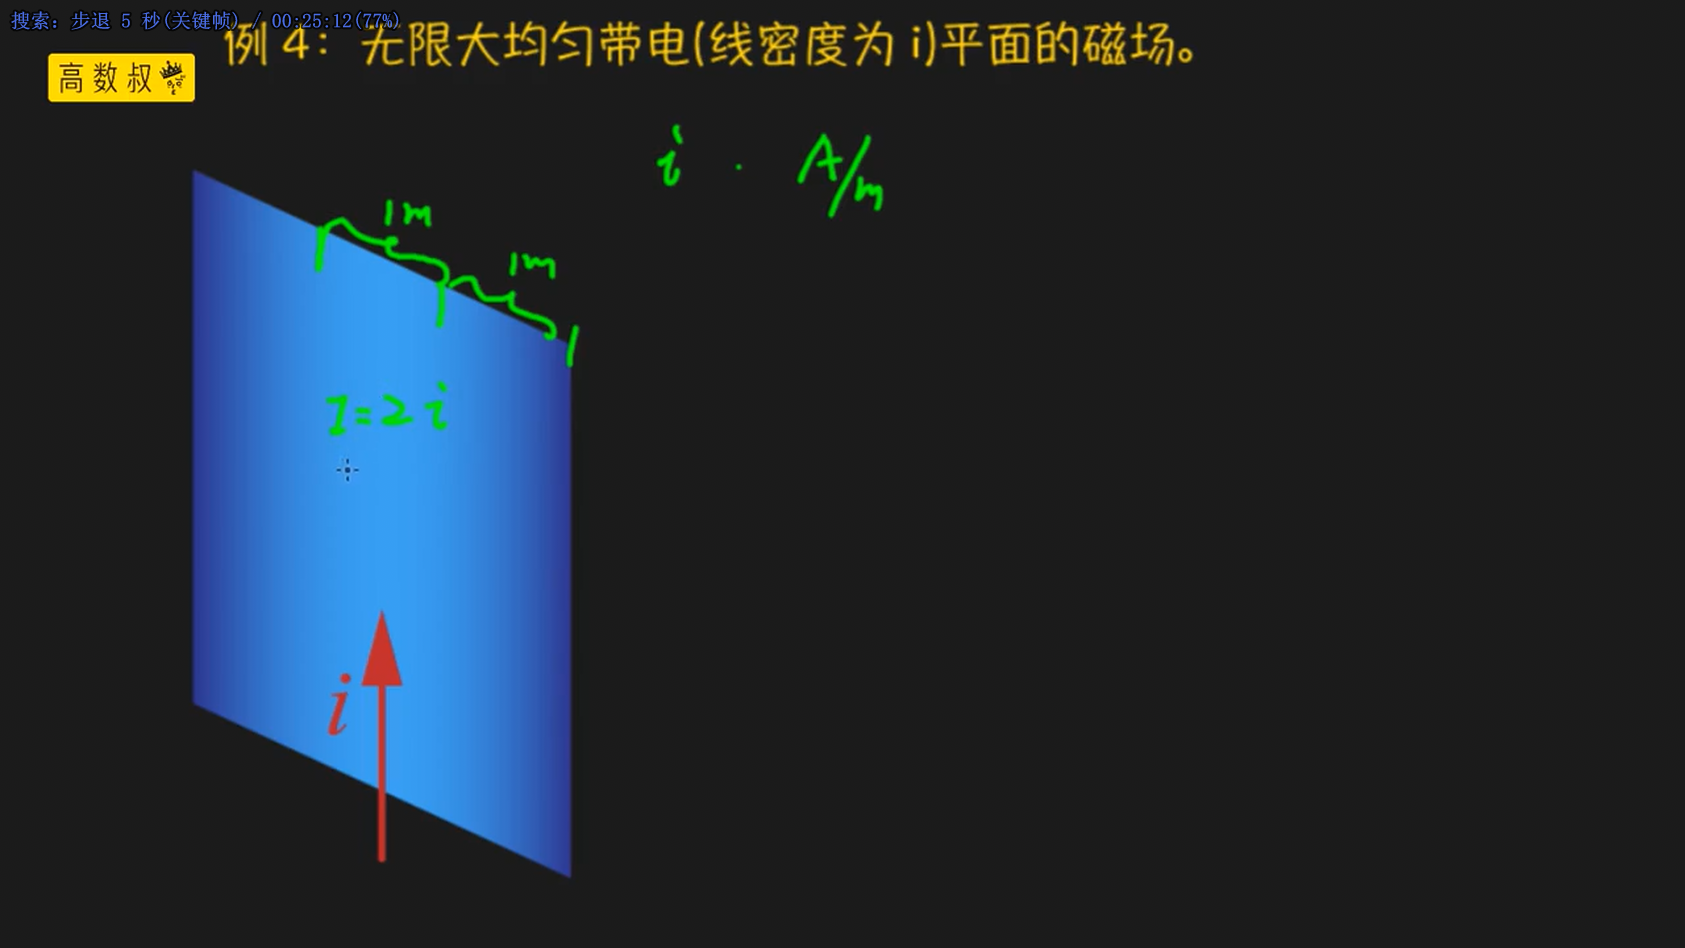 搜索: 步退 5 秒(关键帧) / 00:25:12(77%)
例 4：无限大均匀带电(线密度为 i)平面的磁场。
高数叔
i · A/m
1m
1m
I=2i
i